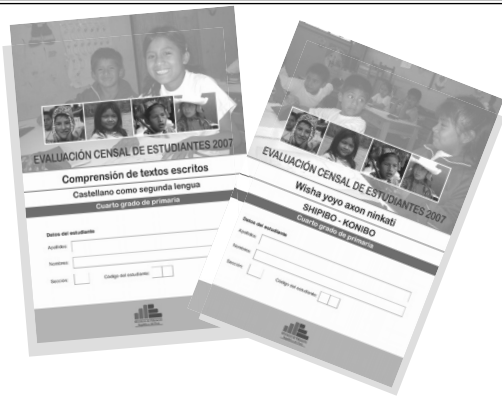 EVALUACIÓN CENSAL DE ESTUDIANTES 2007
Comprensión de textos escritos
Castellano como segunda lengua
Cuarto grado de primaria
Datos del estudiante
Apellidos:
Nombres:
Sección:
Código del estudiante:
EVALUACIÓN CENSAL DE ESTUDIANTES 2007
Wisha yoyo axon ninkati
SHIPIBO - KONIBO
Cuarto grado de primaria
Datos del estudiante
Apellidos:
Nombres:
Sección:
Código del estudiante: